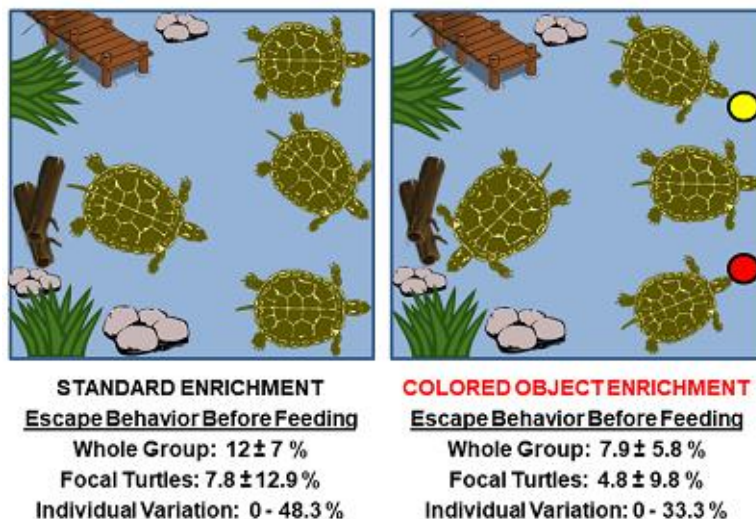 STANDARD ENRICHMENT
Escape Behavior Before Feeding
Whole Group: 12 ± 7 %
Focal Turtles: 7.8 ± 12.9 %
Individual Variation: 0 - 48.3 %
COLORED OBJECT ENRICHMENT
Escape Behavior Before Feeding
Whole Group: 7.9 ± 5.8 %
Focal Turtles: 4.8 ± 9.8 %
Individual Variation: 0 - 33.3 %